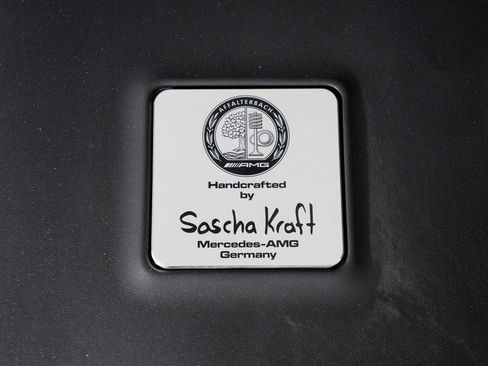 AFFALTERBACH
AMG
Handcrafted
by
Sascha Kraft
Mercedes-AMG
Germany